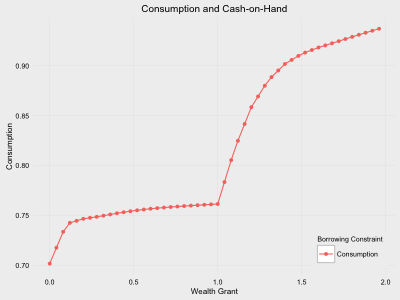 Consumption and Cash-on-Hand
Consumption
0.90
0.85
0.80
0.75
0.70
0.0
0.5
1.0
1.5
2.0
Wealth Grant
Borrowing Constraint
Consumption